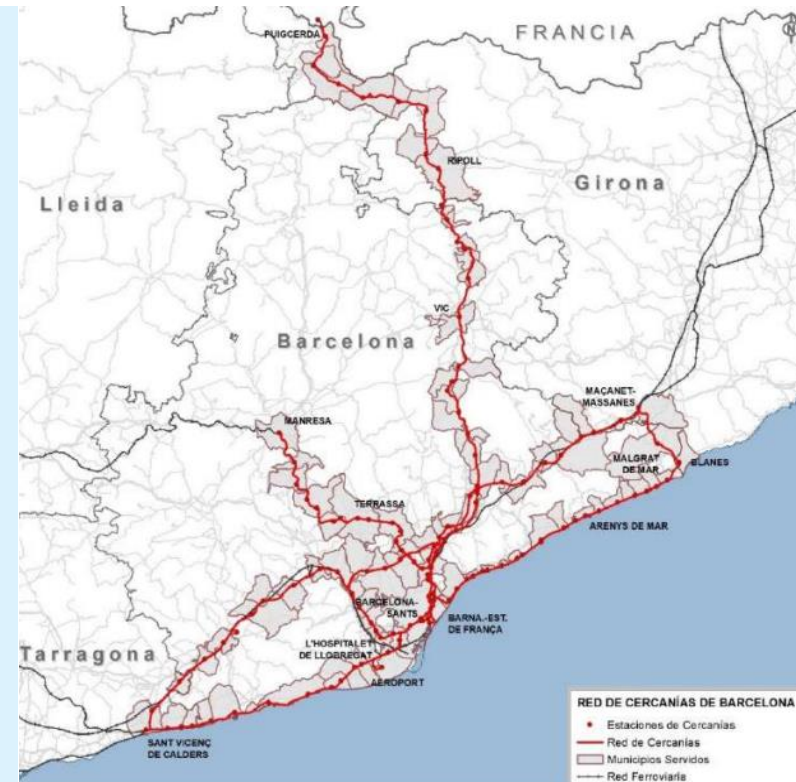 PUIGCERDA
FRANCIA
N
RIPOLL
Girona
Lleida
VIC
Barcelona
MAÇANET-
MASSANES
MANRESA
MALGRAT
DE MAR
BLANES
TERRASSA
ARENYS DE MAR
BARCELONA-
SANTS
BARNA.-EST.
DE FRANÇA
L'HOSPITALET
DE LLOBREGAT
Tarragona
AEROPORT
SANT VICENÇ
DE CALDERS
RED DE CERCANÍAS DE BARCELONA
Estaciones de Cercanías
Red de Cercanías
Municipios Servidos
Red Ferroviaria